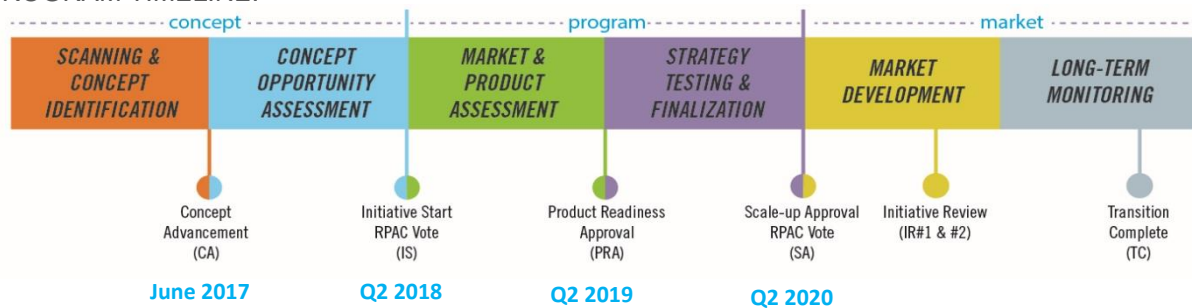 concept program market
SCANNING &
CONCEPT
IDENTIFICATION
CONCEPT
OPPORTUNITY
ASSESSMENT
MARKET &
PRODUCT
ASSESSMENT
STRATEGY
TESTING &
FINALIZATION
MARKET
DEVELOPMENT
LONG-TERM
MONITORING
Concept
Advancement
(CA)
Initiative Start
RPAC Vote
(IS)
Product Readiness
Approval
(PRA)
Scale-up Approval
RPAC Vote
(SA)
Initiative Review
(IR#1 & #2)
Transition
Complete
(TC)
June 2017
Q2 2018
Q2 2019
Q2 2020